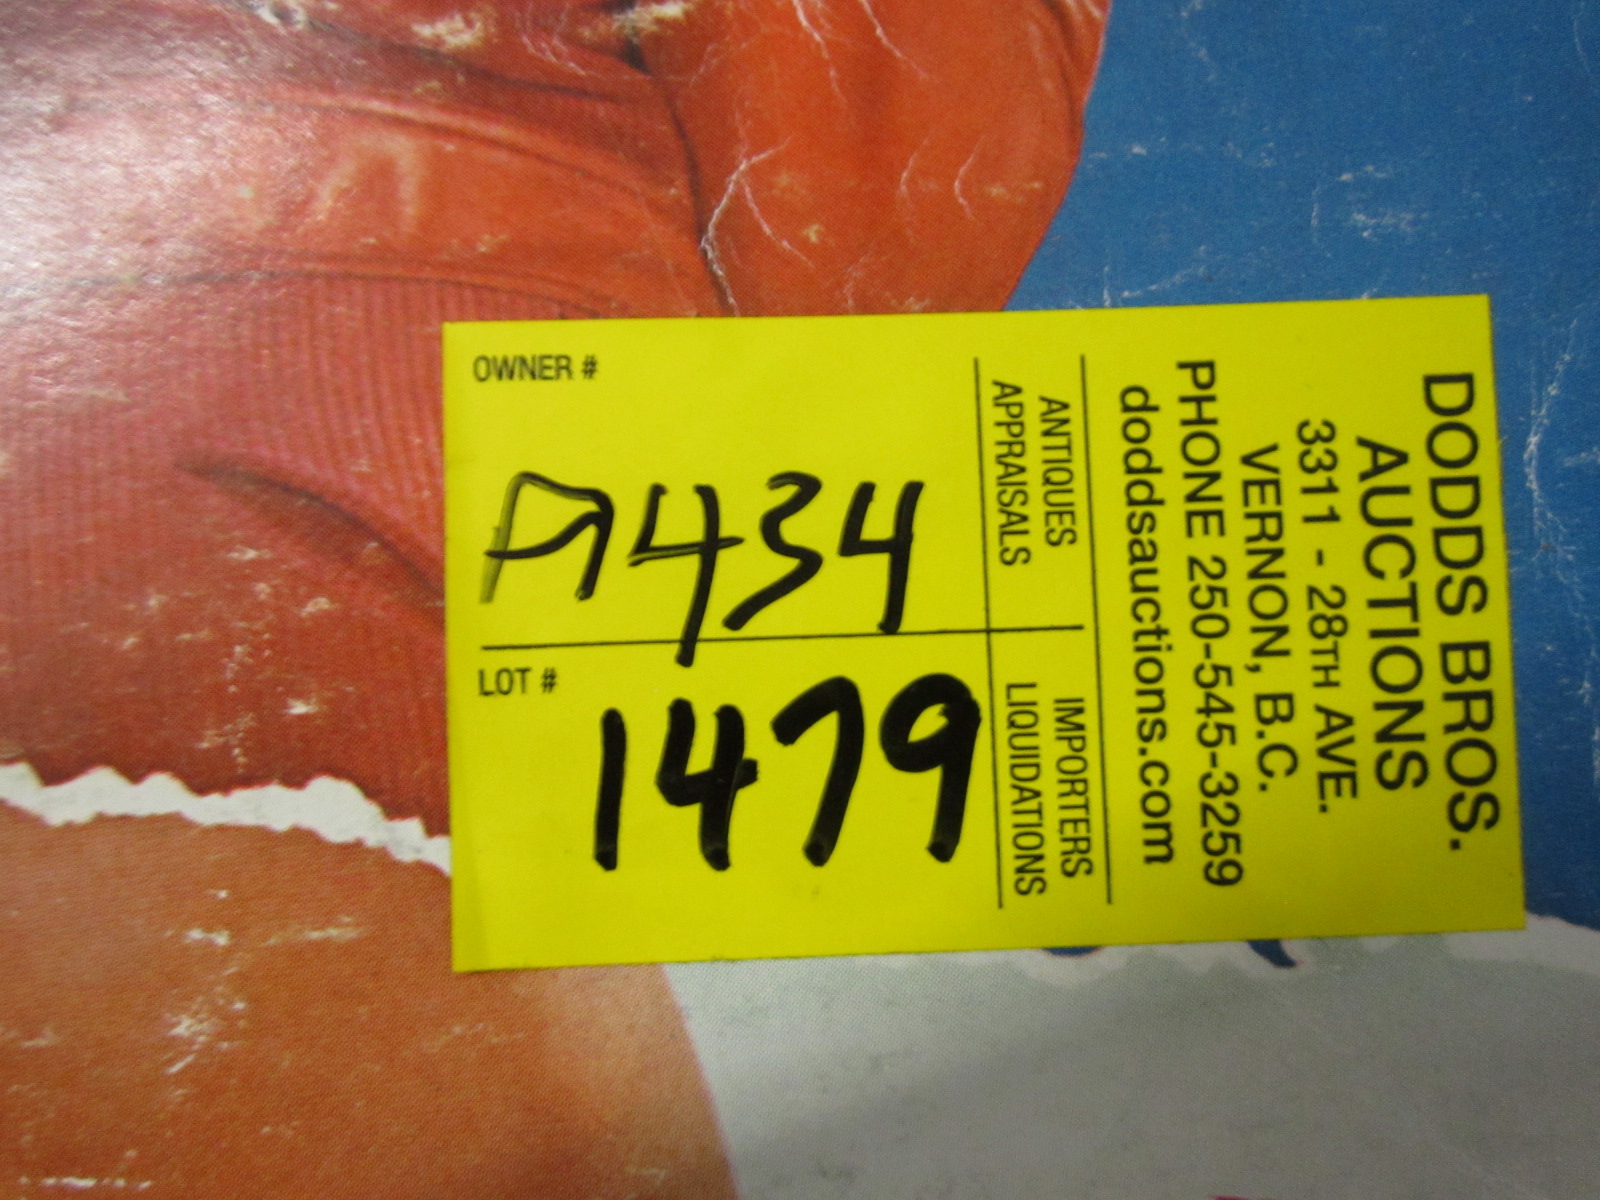 OWNER #
A434
LOT #
1479
ANTIQUES
APPRAISALS
IMPORTERS
LIQUIDATIONS
DODDS BROS.
AUCTIONS
3311 - 28TH AVE.
VERNON, B.C.
PHONE 250-545-3259
doddsauctions.com